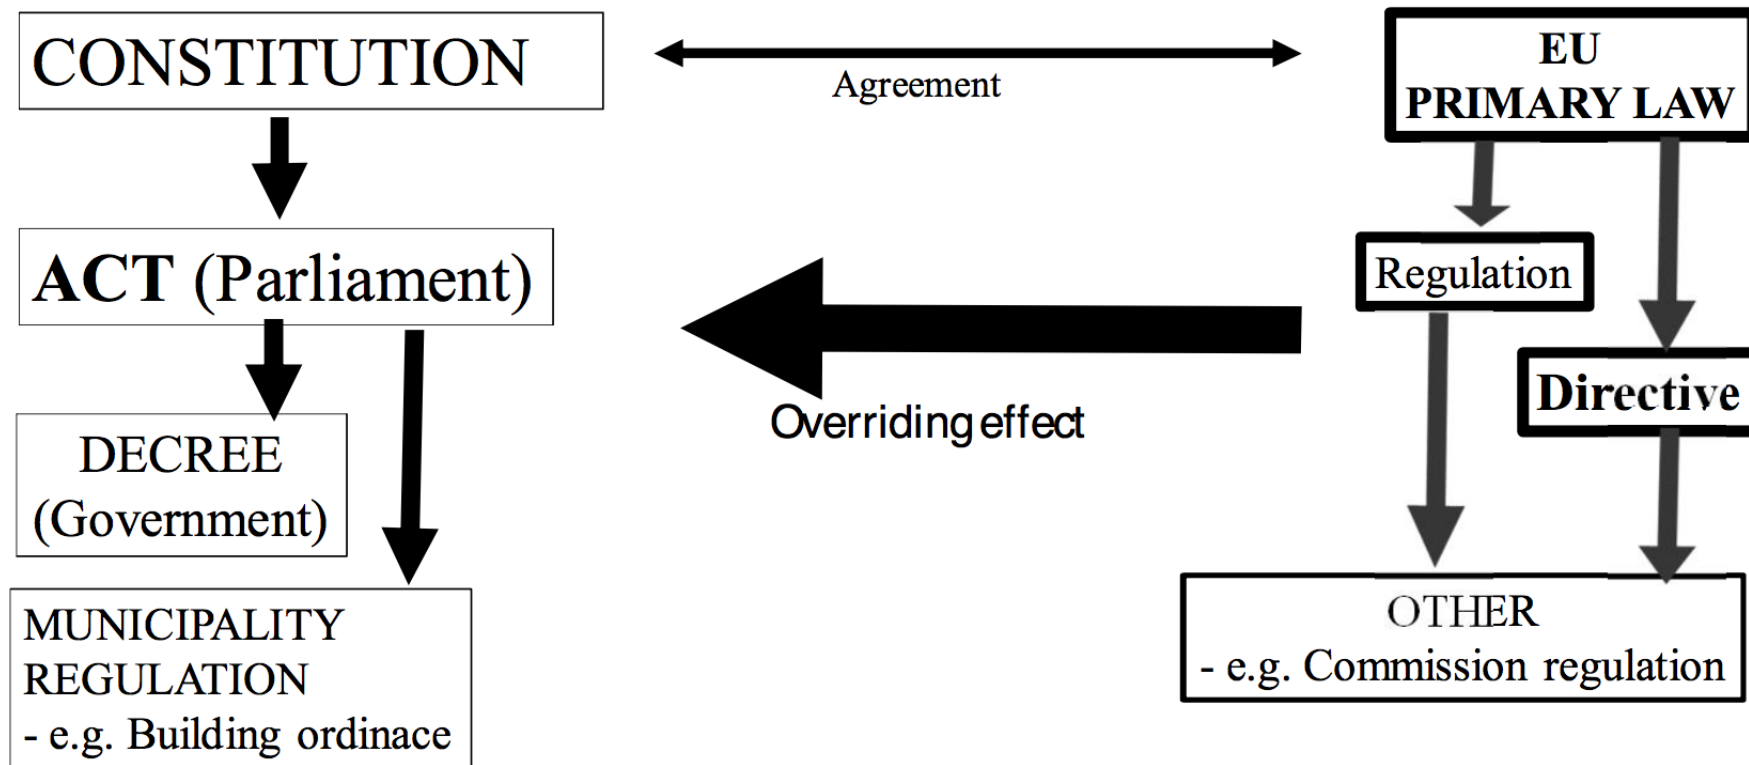 CONSTITUTION
Agreement
EU
PRIMARY LAW
ACT (Parliament)
Regulation
Overriding effect
Directive
DECREE
(Government)
MUNICIPALITY
REGULATION
- e.g. Building ordinace
OTHER
- e.g. Commission regulation